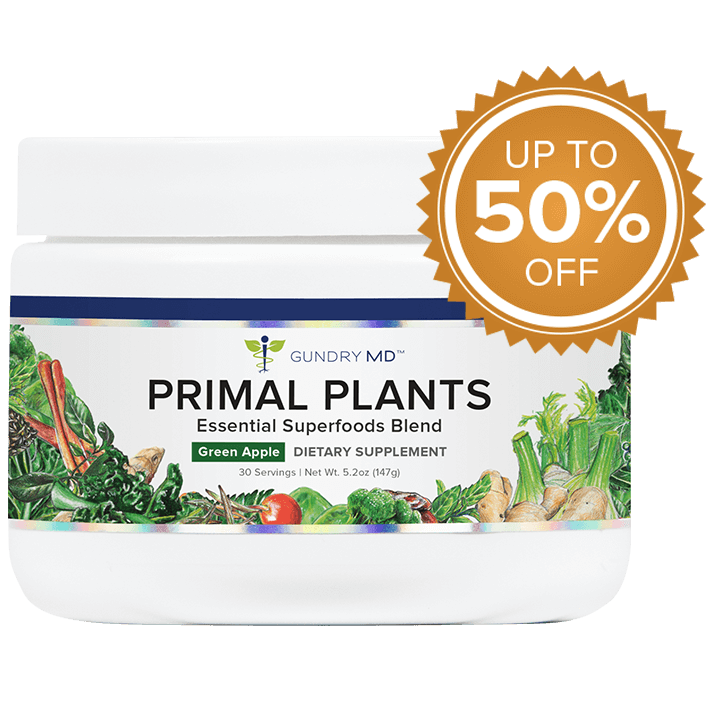 UP TO
50%
OFF
GUNDRY MD™
PRIMAL PLANTS
Essential Superfoods Blend
Green Apple DIETARY SUPPLEMENT
30 Servings | Net Wt. 5.2oz (147g)